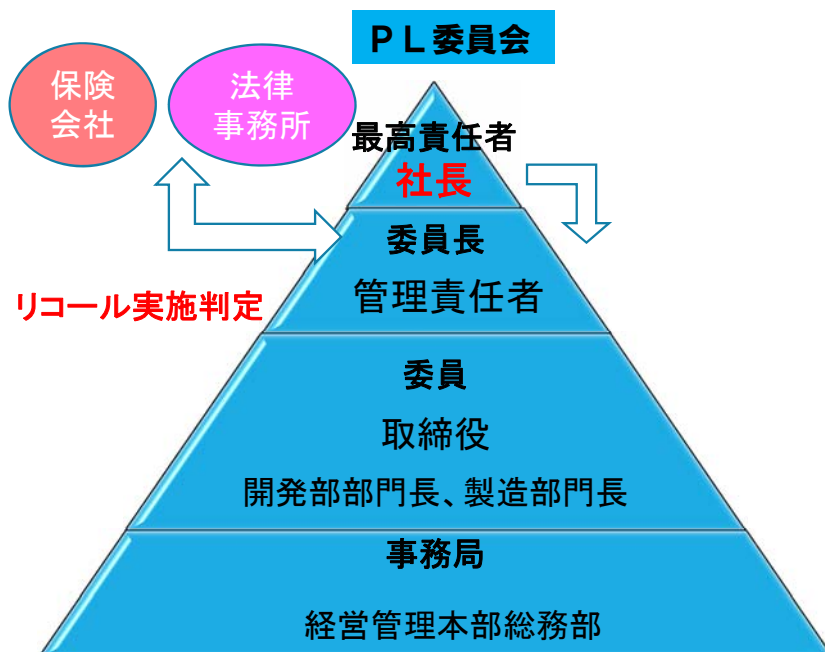 PL委員会
保険
会社
法律
事務所
最高責任者
社長
委員長
管理責任者
リコール実施判定
委員
取締役
開発部部門長、製造部門長
事務局
経営管理本部総務部